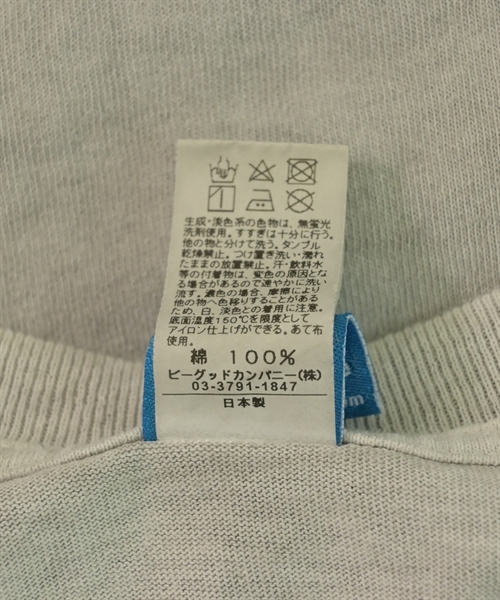 生成・淡色系の色物は、無蛍光
洗剤使用。すすぎは十分に行う。
他の物と分けて洗う。タンブル
乾燥禁止。つけ置き洗い・濡れ
たままの放置禁止。汗・飲料水
等の付着物は、変色の原因とな
る場合があるので速やかに洗い
流す。濃色の場合、摩擦により
他の物へ色移りすることがある
ため、白、淡色との着用に注意。
底面温度150℃を限度として
アイロン仕上げができる。あて布
使用。
綿 100%
ビーグッドカンパニー(株)
03-3791-1847
日本製